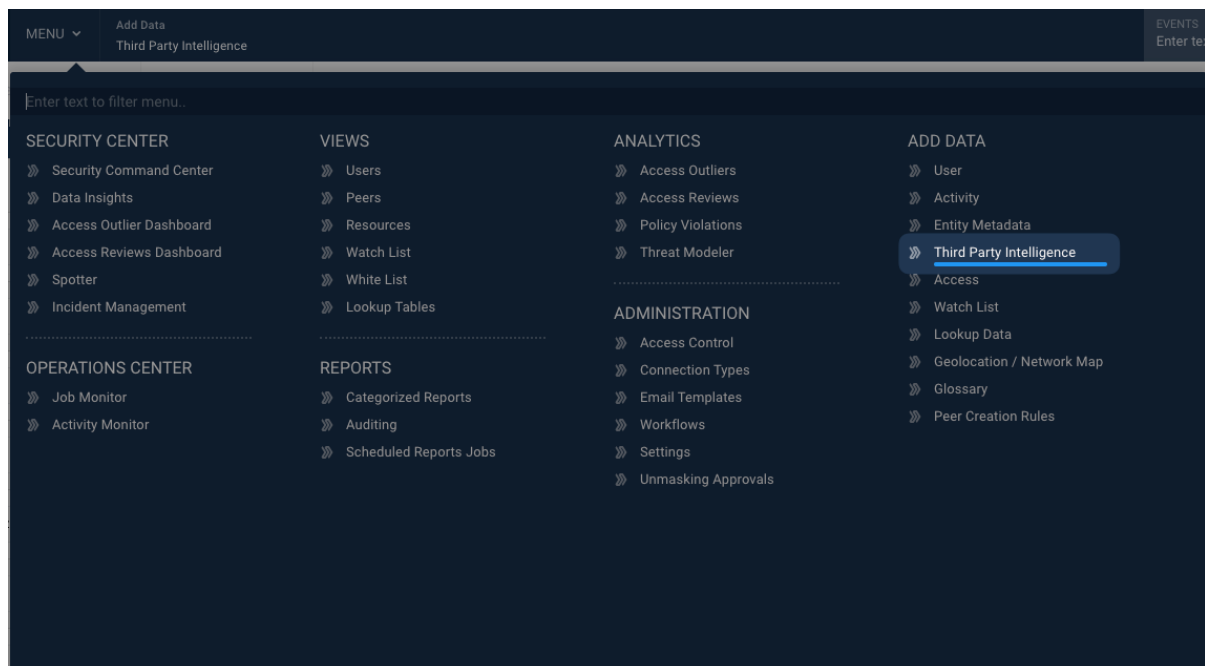 MENU
Add Data
Third Party Intelligence
EVENTS
Enter
Enter text to filter menu..
SECURITY CENTER
Security Command Center
Data Insights
Access Outlier Dashboard
Access Reviews Dashboard
Spotter
Incident Management
OPERATIONS CENTER
Job Monitor
Activity Monitor
VIEWS
Users
Peers
Resources
Watch List
White List
Lookup Tables
REPORTS
Categorized Reports
Auditing
Scheduled Reports Jobs
ANALYTICS
Access Outliers
Access Reviews
Policy Violations
Threat Modeler
ADMINISTRATION
Access Control
Connection Types
Email Templates
Workflows
Settings
Unmasking Approvals
ADD DATA
User
Activity
Entity Metadata
Third Party Intelligence
Access
Watch List
Lookup Data
Geolocation / Network Map
Glossary
Peer Creation Rules